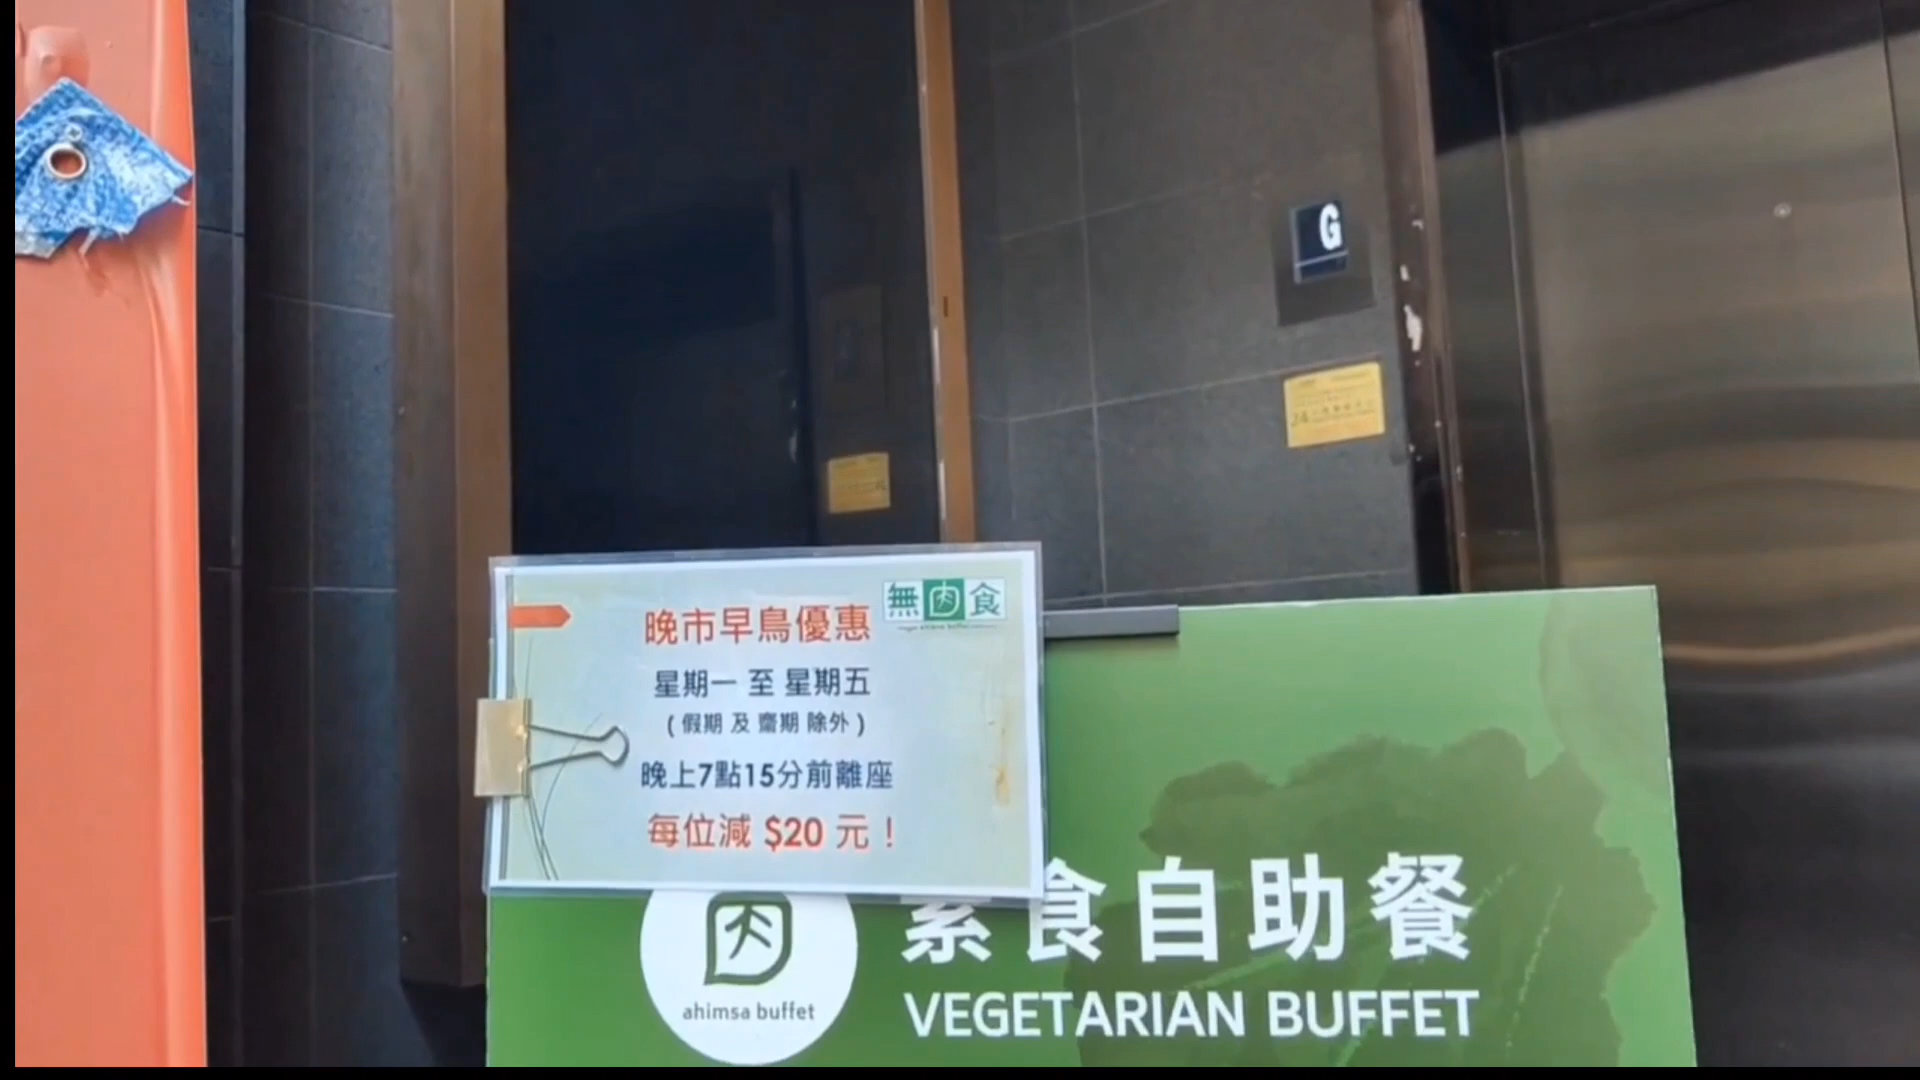 G
晚市早鳥優惠
無肉食
星期一 至 星期五
( 假期 及 齋期 除外 )
晚上7點15分前離座
每位減 $20 元！
肉
ahimsa buffet
素食自助餐
VEGETARIAN BUFFET